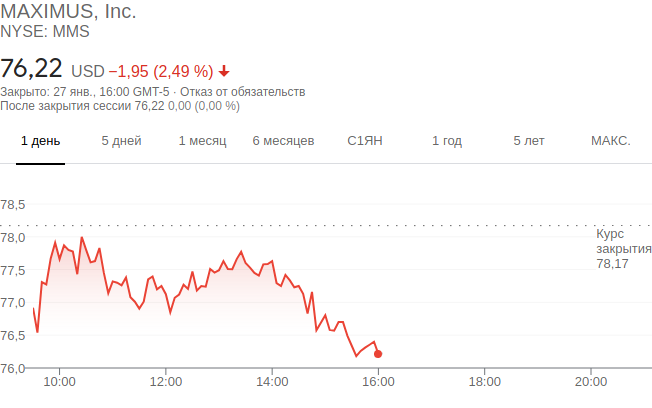 MAXIMUS, Inc.
NYSE: MMS
76,22 USD −1,95 (2,49 %)
Закрыто: 27 янв., 16:00 GMT-5 · Отказ от обязательств
После закрытия сессии 76,22 0,00 (0,00 %)
1 день 5 дней 1 месяц 6 месяцев С1ЯН 1 год 5 лет МАКС.
78,5
78,0
77,5
77,0
76,5
76,0
Курс
закрытия
78,17
10:00 12:00 14:00 16:00 18:00 20:00